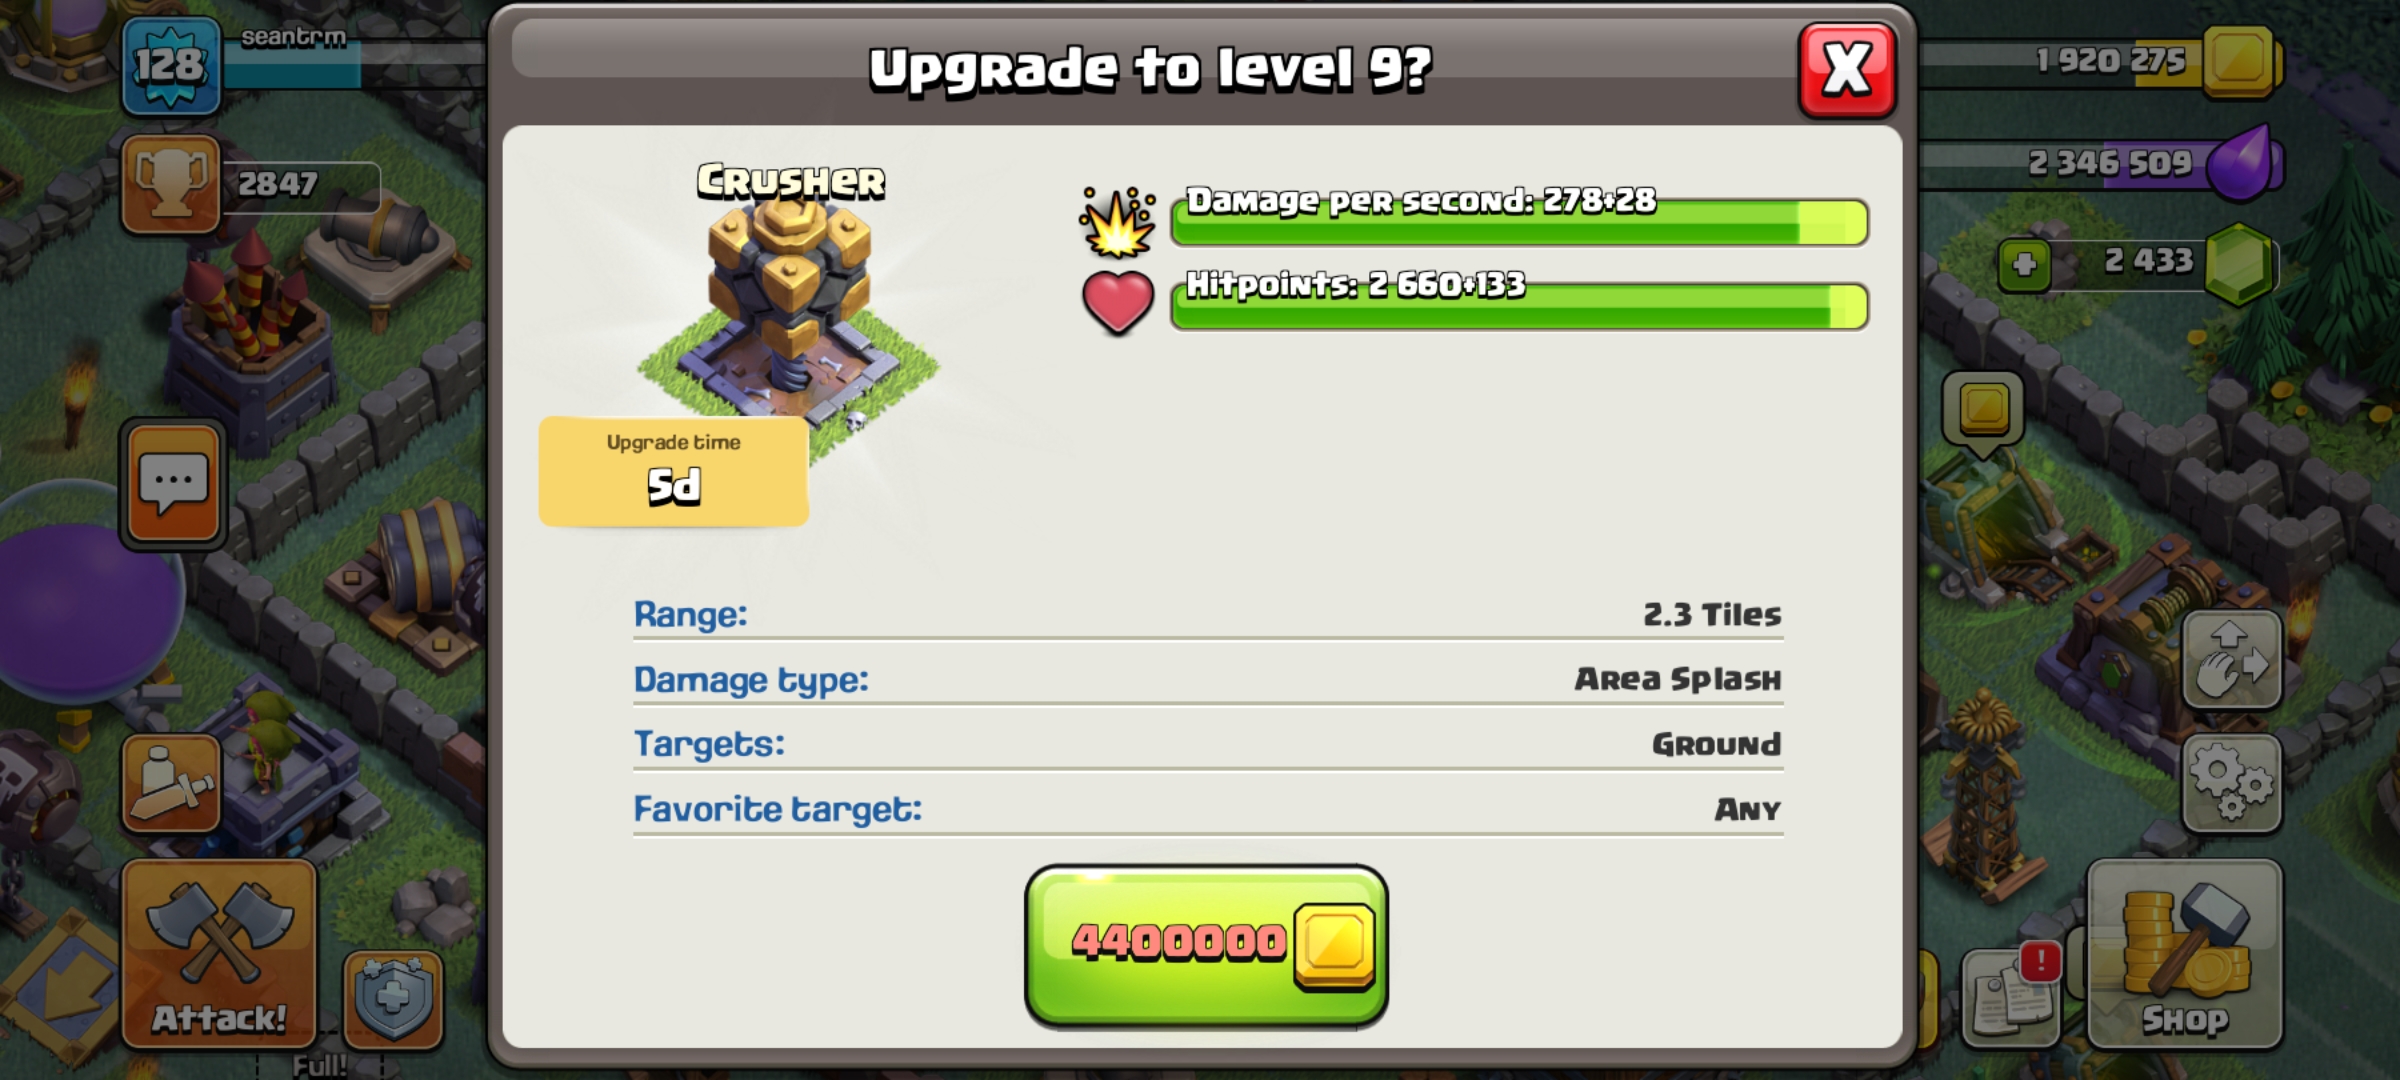 128
seantrm
Upgrade to level 9?
X
1 920 275
2847
Crusher
Damage per second: 278+28
2 346 509
Hitpoints: 2 660+133
2 433
Upgrade time
5d
Range: 2.3 Tiles
Damage type: Area Splash
Targets: Ground
Favorite target: Any
4400000
!
Attack!
Shop
Full!